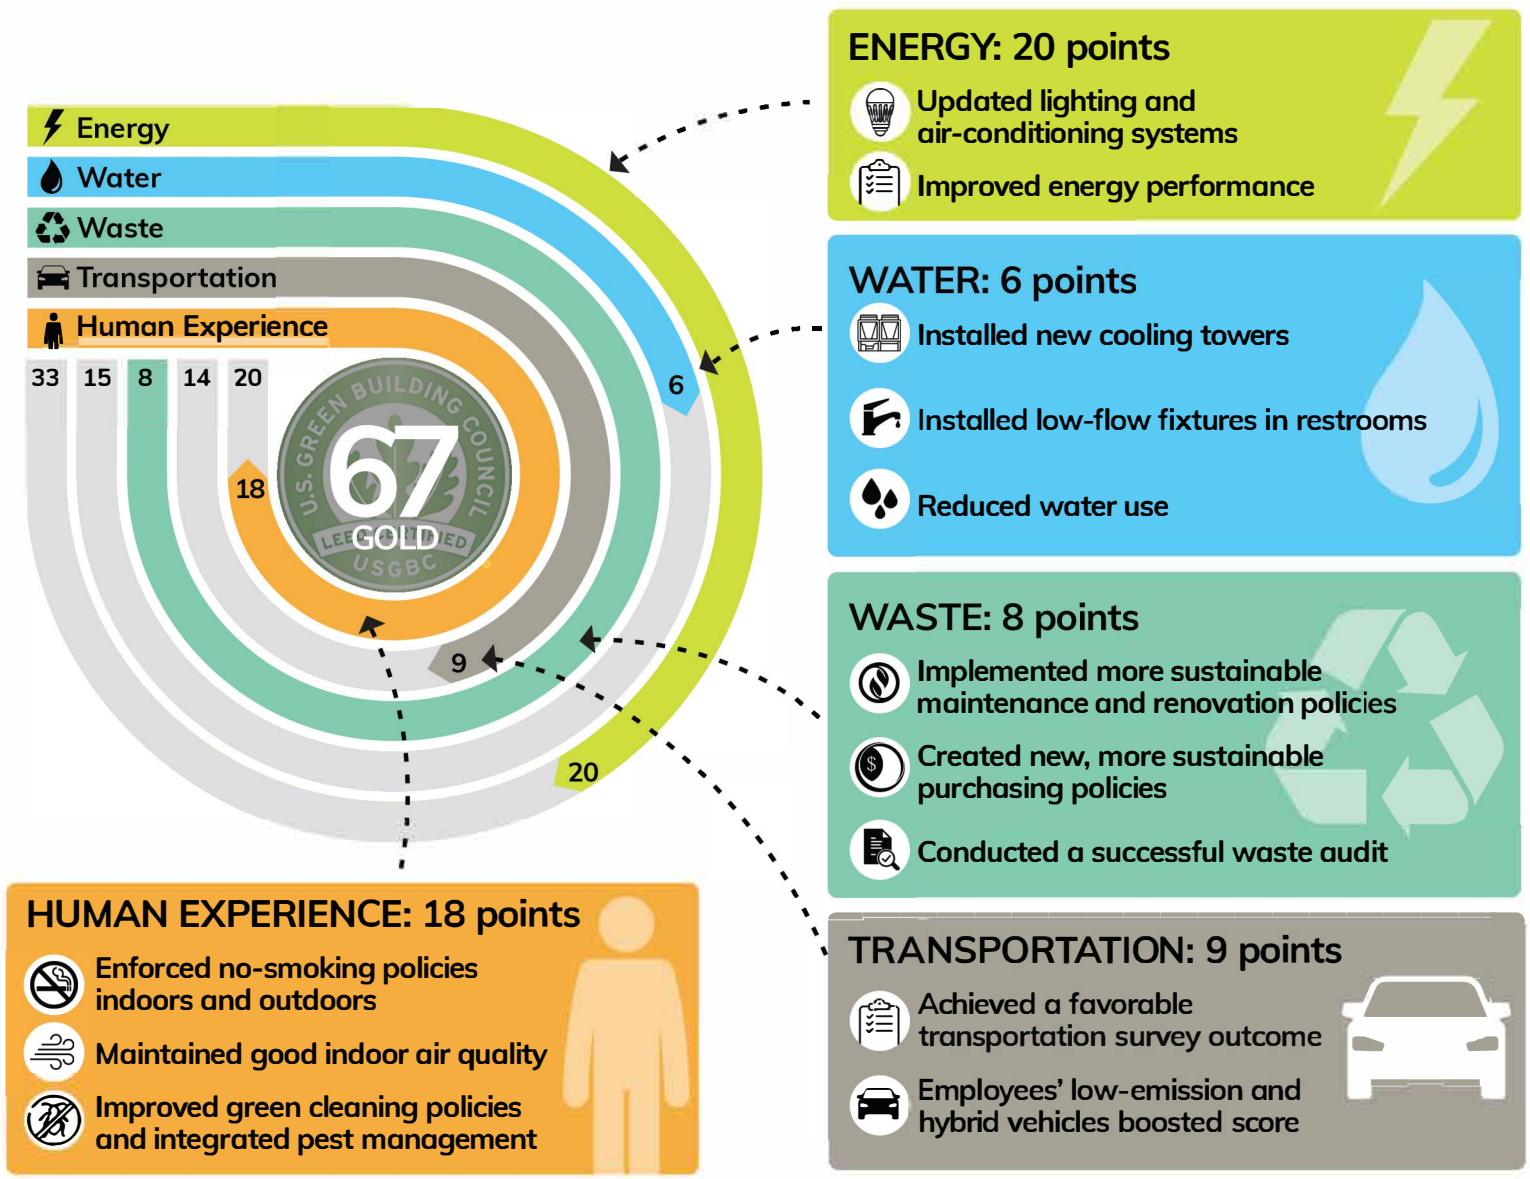 Energy
Water
Waste
Transportation
Human Experience
33 15 8 14 20
18
6
9
20
U.S. GREEN BUILDING COUNCIL
67
GOLD
LEED CERTIFIED
USGBC
ENERGY: 20 points
Updated lighting and
air-conditioning systems
Improved energy performance
WATER: 6 points
Installed new cooling towers
Installed low-flow fixtures in restrooms
Reduced water use
WASTE: 8 points
Implemented more sustainable
maintenance and renovation policies
$
Created new, more sustainable
purchasing policies
Conducted a successful waste audit
TRANSPORTATION: 9 points
Achieved a favorable
transportation survey outcome
Employees’ low-emission and
hybrid vehicles boosted score
HUMAN EXPERIENCE: 18 points
Enforced no-smoking policies
indoors and outdoors
Maintained good indoor air quality
Improved green cleaning policies
and integrated pest management